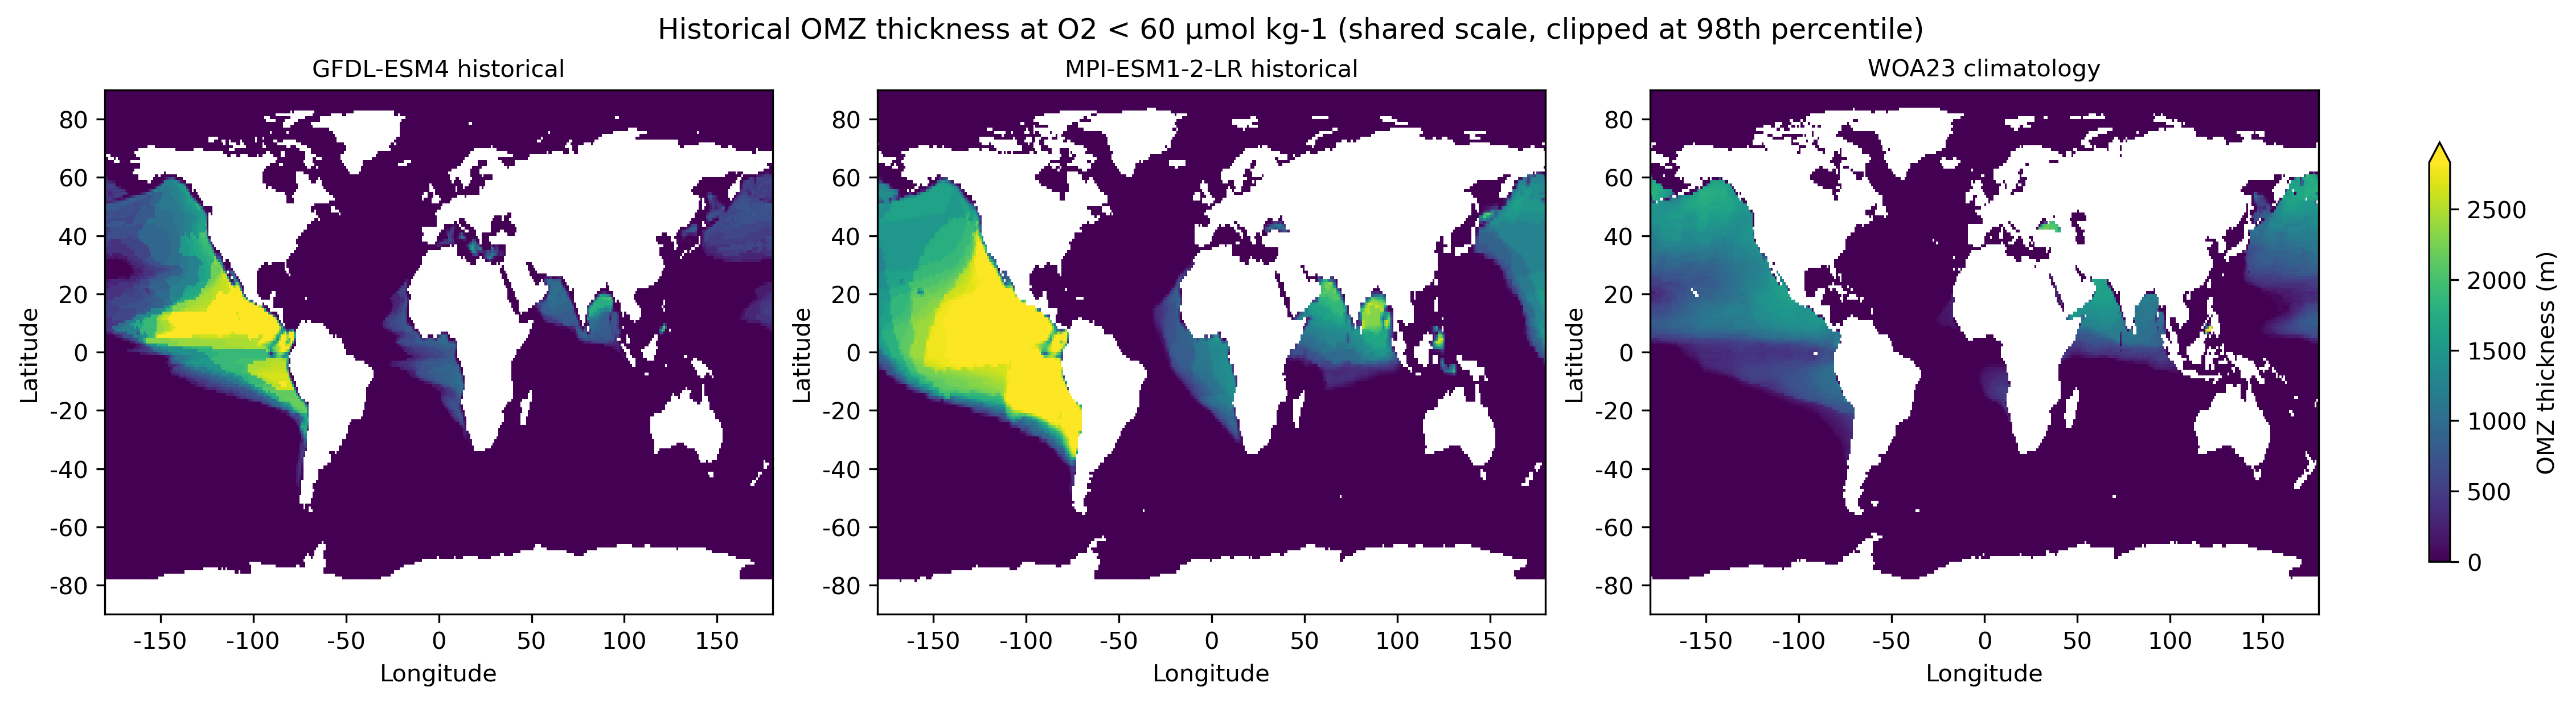 Historical OMZ thickness at O2 < 60 µmol kg-1 (shared scale, clipped at 98th percentile)
GFDL-ESM4 historical
MPI-ESM1-2-LR historical
WOA23 climatology
80
60
40
20
0
-20
-40
-60
-80
Latitude
-150 -100 -50 0 50 100 150
Longitude
80
60
40
20
0
-20
-40
-60
-80
Latitude
-150 -100 -50 0 50 100 150
Longitude
80
60
40
20
0
-20
-40
-60
-80
Latitude
-150 -100 -50 0 50 100 150
Longitude
2500
2000
1500
1000
500
0
OMZ thickness (m)